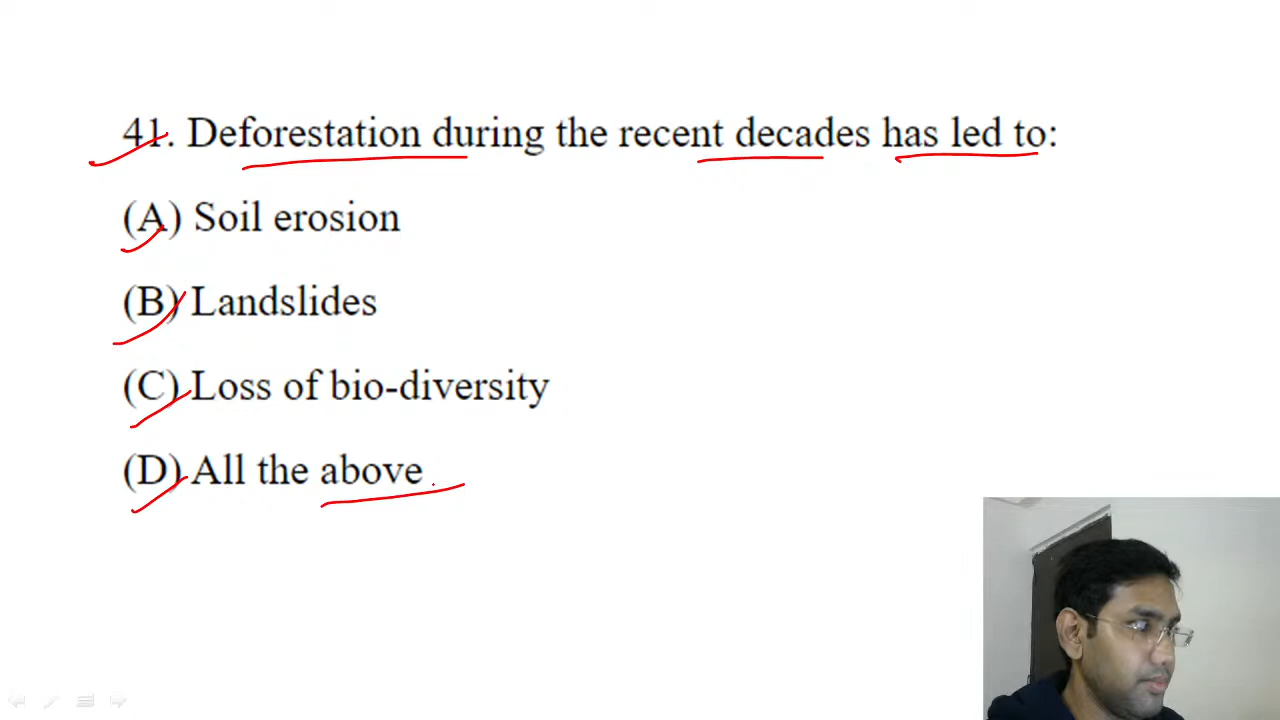 41. Deforestation during the recent decades has led to:
(A) Soil erosion
(B) Landslides
(C) Loss of bio-diversity
(D) All the above